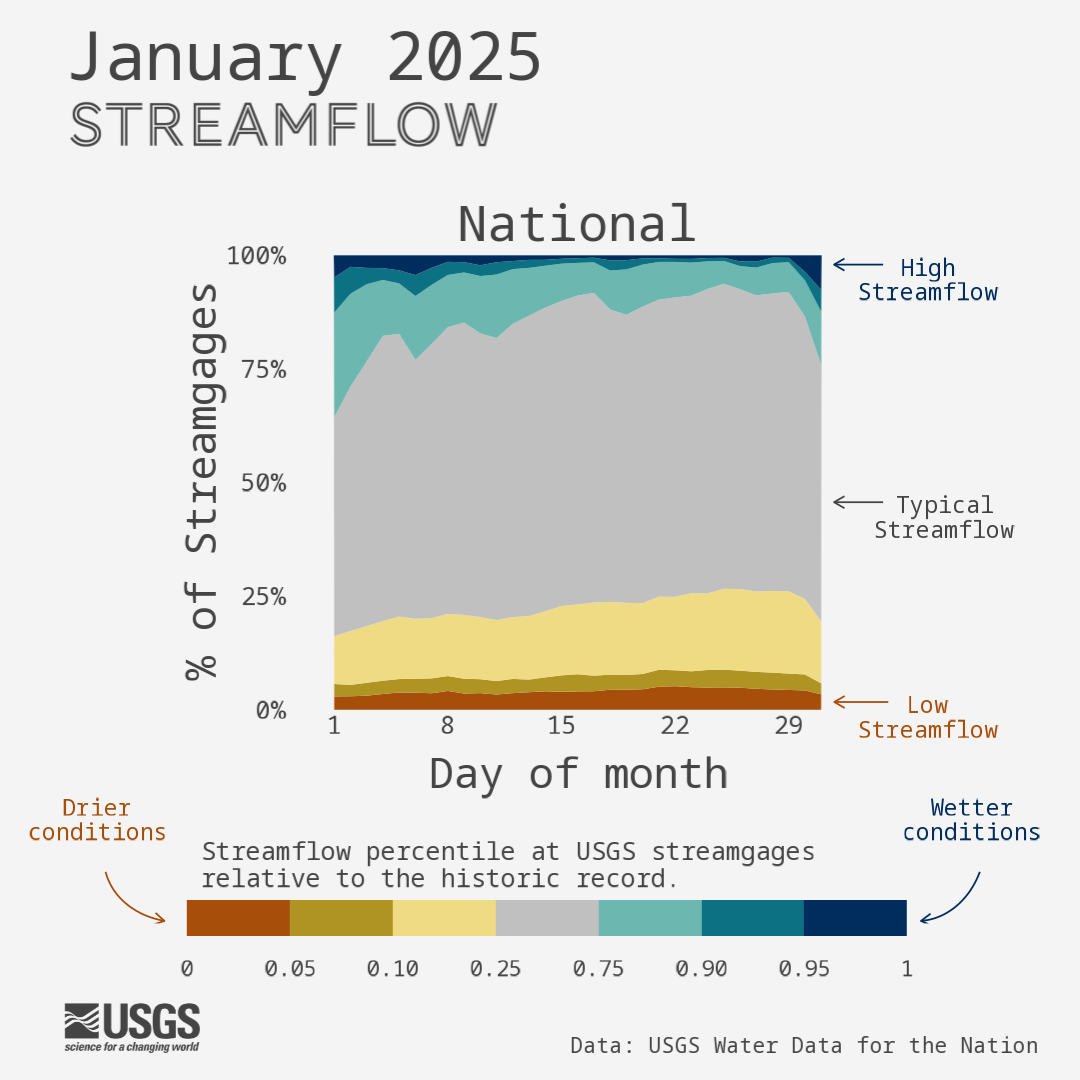 January 2025
STREAMFLOW
National
100%
75%
50%
25%
0%
% of Streamgages
1 8 15 22 29
Day of month
High
Streamflow
Typical
Streamflow
Low
Streamflow
Drier
conditions
Wetter
conditions
Streamflow percentile at USGS streamgages
relative to the historic record.
0 0.05 0.10 0.25 0.75 0.90 0.95 1
USGS
science for a changing world
Data: USGS Water Data for the Nation